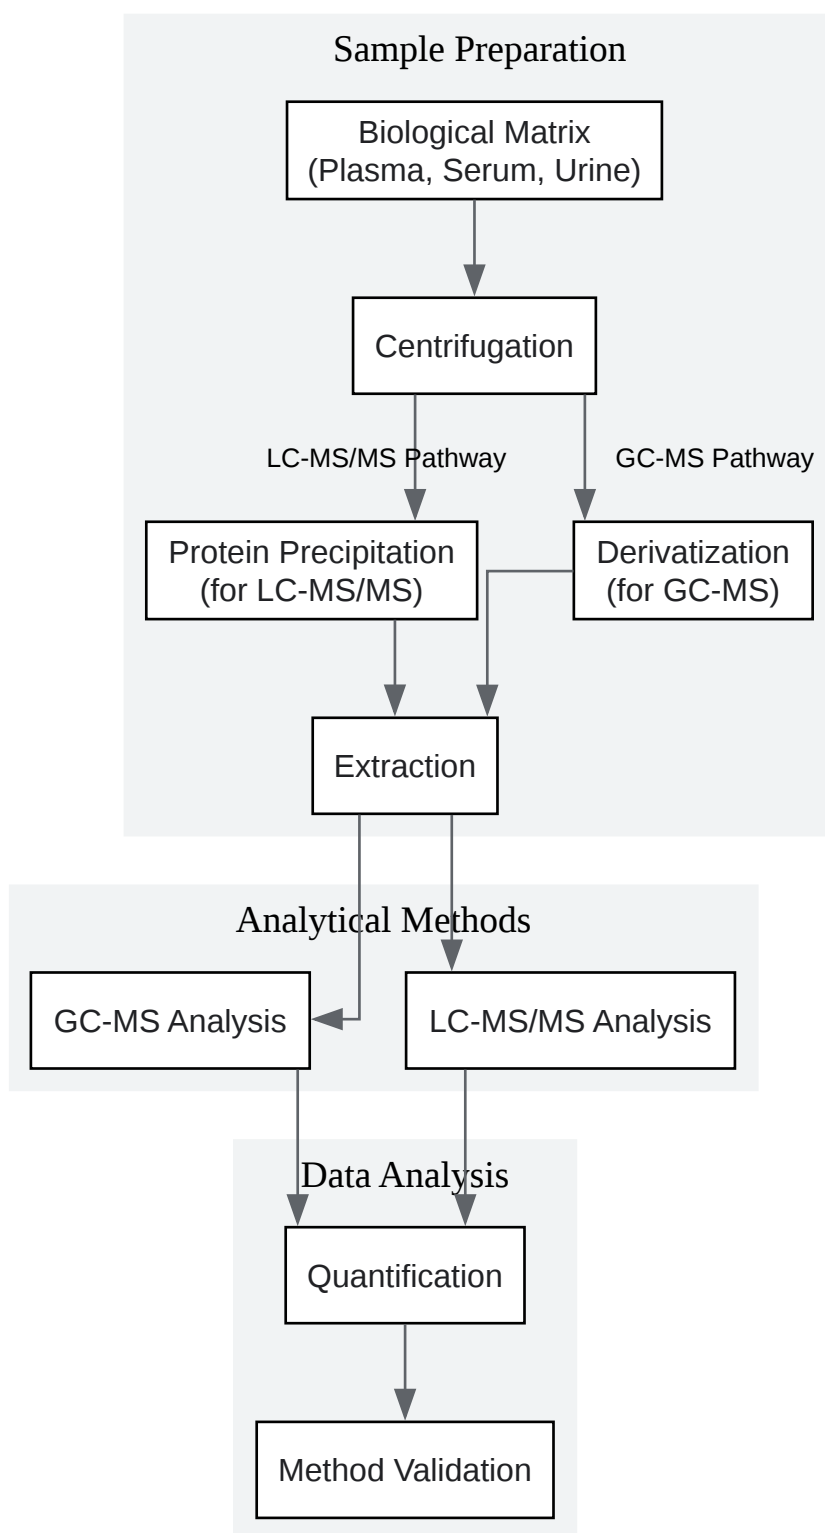 Sample Preparation
Biological Matrix
(Plasma, Serum, Urine)
Centrifugation
LC-MS/MS Pathway
GC-MS Pathway
Protein Precipitation
(for LC-MS/MS)
Derivatization
(for GC-MS)
Extraction
Analytical Methods
GC-MS Analysis
LC-MS/MS Analysis
Data Analysis
Quantification
Method Validation